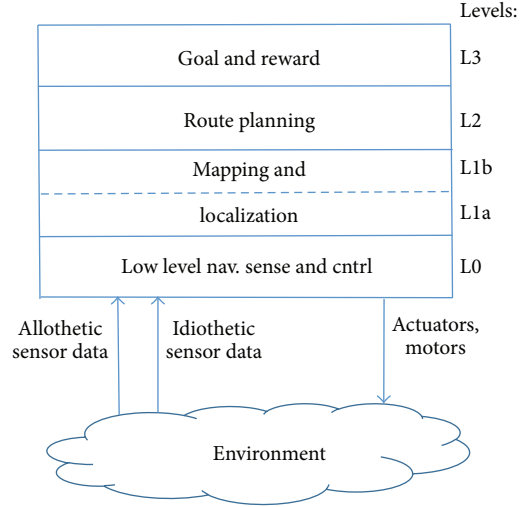 Levels:
Goal and reward L3
Route planning L2
Mapping and L1b
localization L1a
Low level nav. sense and cntrl L0
Allothetic
sensor data
Idiothetic
sensor data
Actuators,
motors
Environment